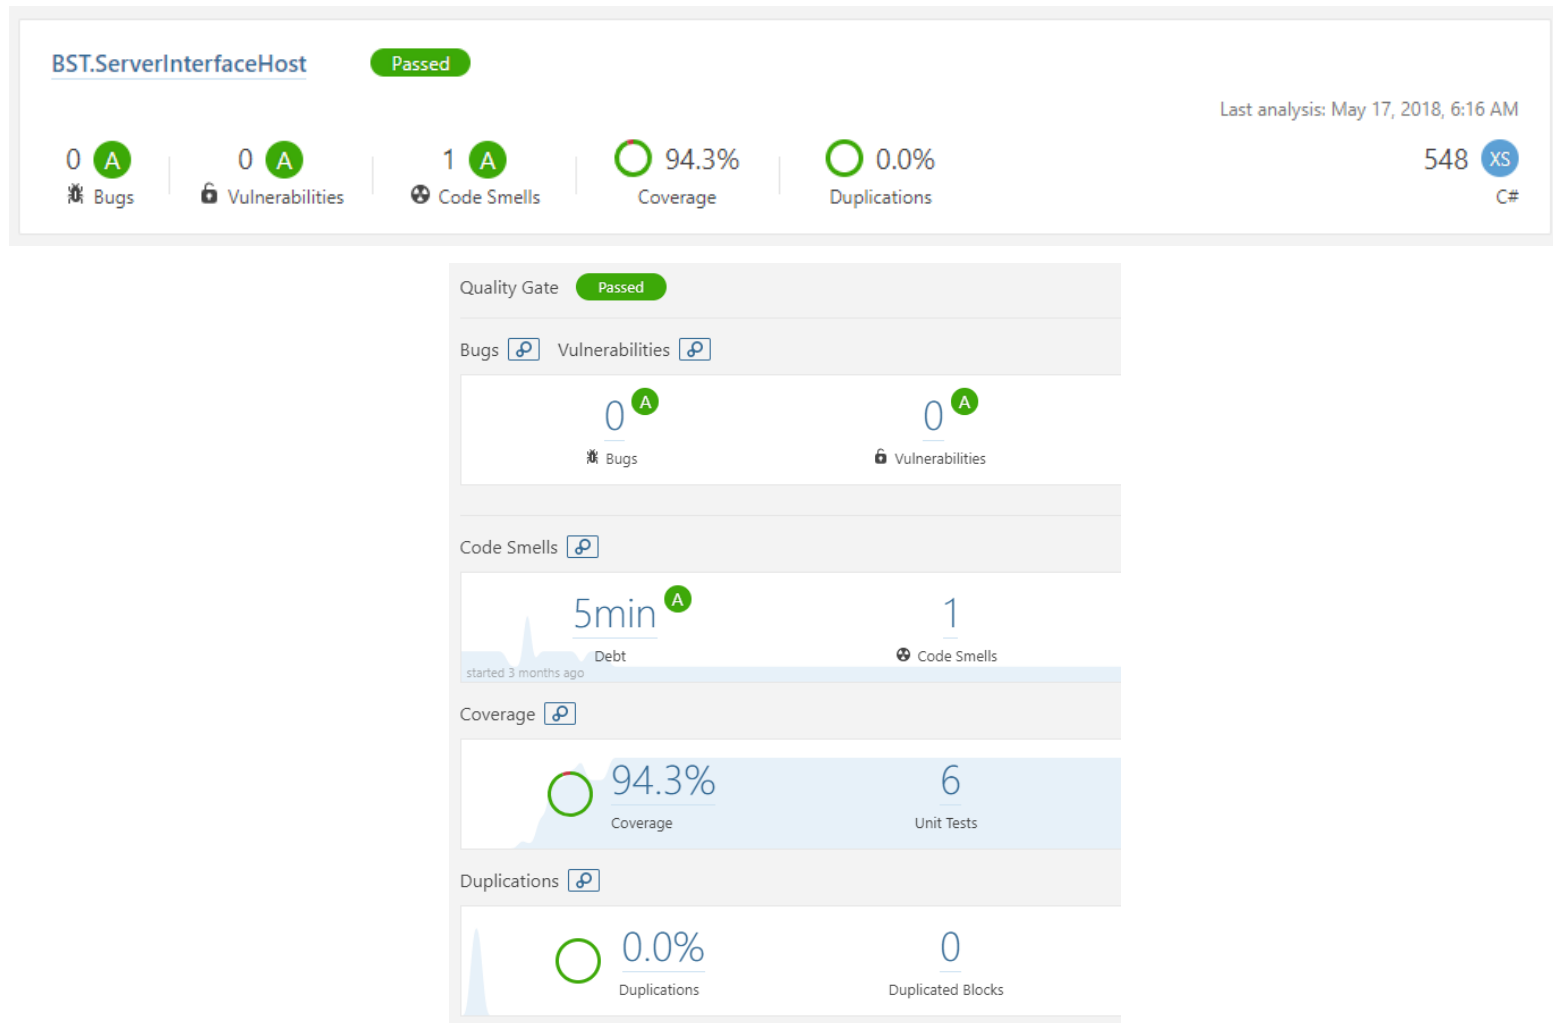 BST.ServerInterfaceHost Passed
Last analysis: May 17, 2018, 6:16 AM
0 A 0 A 1 A 94.3% 0.0% 548 XS
Bugs Vulnerabilities Code Smells Coverage Duplications C#
Quality Gate Passed
Bugs Vulnerabilities
0 A 0 A
Bugs Vulnerabilities
Code Smells
5min A 1
Debt Code Smells
started 3 months ago
Coverage
94.3% 6
Coverage Unit Tests
Duplications
0.0% 0
Duplications Duplicated Blocks